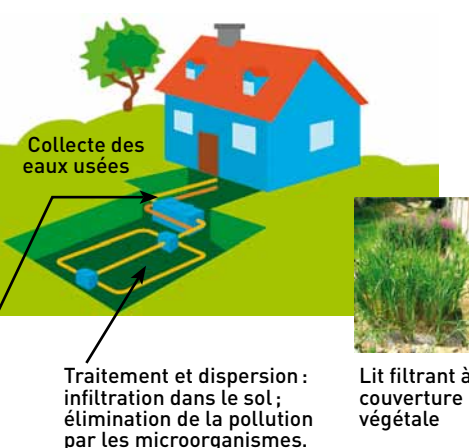 Collecte des
eaux usées
Traitement et dispersion :
infiltration dans le sol ;
élimination de la pollution
par les microorganismes.
Lit filtrant à
couverture
végétale